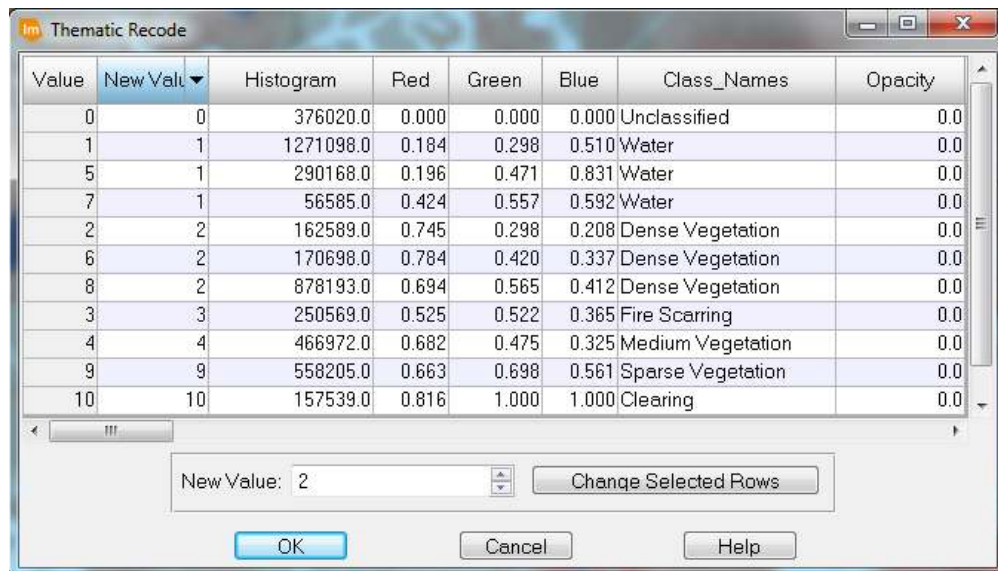 Im Thematic Recode
Value New Valu Histogram Red Green Blue Class_Names Opacity
0 0 376020.0 0.000 0.000 0.000 Unclassified 0.0
1 1 1271098.0 0.184 0.298 0.510 Water 0.0
5 1 290168.0 0.196 0.471 0.831 Water 0.0
7 1 56585.0 0.424 0.557 0.592 Water 0.0
2 2 162589.0 0.745 0.298 0.208 Dense Vegetation 0.0
6 2 170698.0 0.784 0.420 0.337 Dense Vegetation 0.0
8 2 878193.0 0.694 0.565 0.412 Dense Vegetation 0.0
3 3 250569.0 0.525 0.522 0.365 Fire Scarring 0.0
4 4 466972.0 0.682 0.475 0.325 Medium Vegetation 0.0
9 9 558205.0 0.663 0.698 0.561 Sparse Vegetation 0.0
10 10 157539.0 0.816 1.000 1.000 Clearing 0.0
New Value: 2 Change Selected Rows
OK Cancel Help